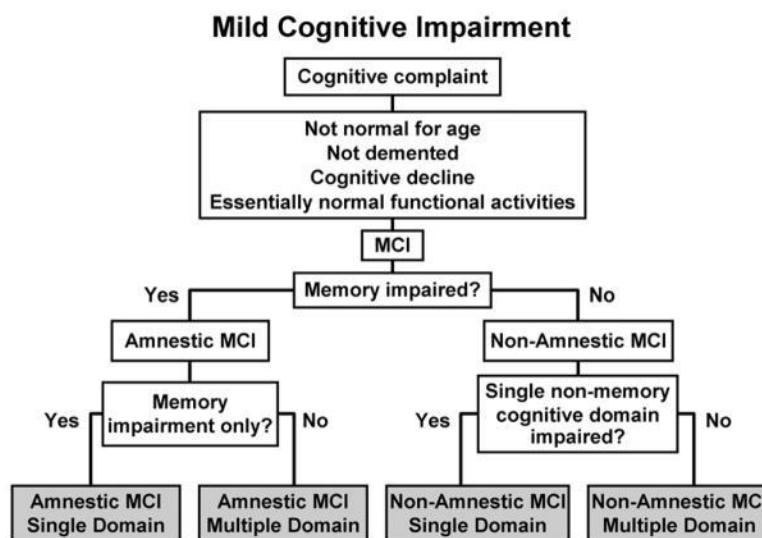 Mild Cognitive Impairment
Cognitive complaint
Not normal for age
Not demented
Cognitive decline
Essentially normal functional activities
MCI
Memory impaired?
Yes
No
Amnestic MCI
Non-Amnestic MCI
Yes
Memory
impairment only?
No
Yes
Single non-memory
cognitive domain
impaired?
No
Amnestic MCI
Single Domain
Amnestic MCI
Multiple Domain
Non-Amnestic MCI
Single Domain
Non-Amnestic MC
Multiple Domain